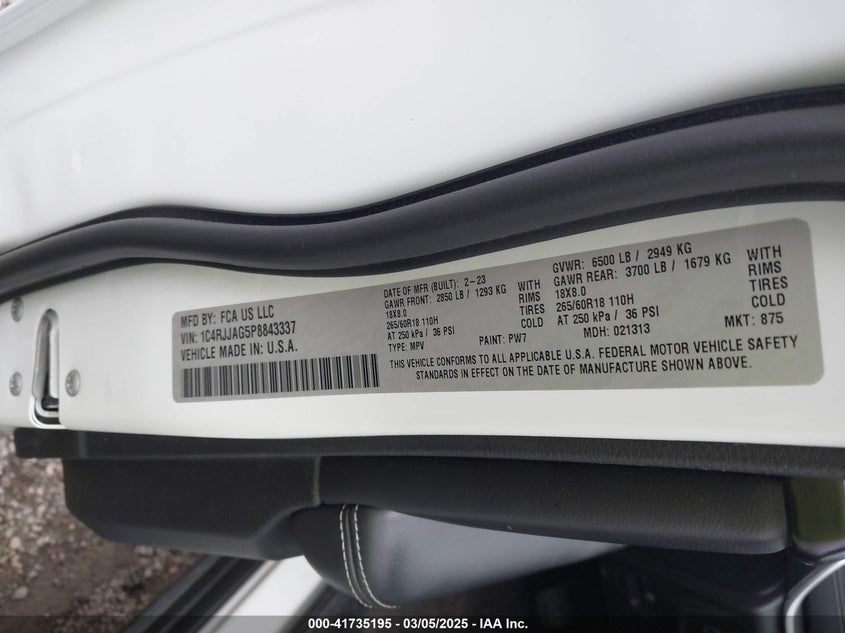 MFD BY: FCA US LLC
VIN: 1C4RJJAG5P8843337
VEHICLE MADE IN U.S.A.
DATE OF MFR (BUILT): 2-23
GAWR FRONT: 2850 LB / 1293 KG WITH
18X8.0 RIMS
265/60R18 110H TIRES
AT 250 kPa / 36 PSI COLD
TYPE: MPV PAINT: PW7
GVWR: 6500 LB / 2949 KG
GAWR REAR: 3700 LB / 1679 KG WITH
18X8.0 RIMS
265/60R18 110H TIRES
AT 250 kPa / 36 PSI COLD
MDH: 021313 MKT: 875
THIS VEHICLE CONFORMS TO ALL APPLICABLE U.S.A. FEDERAL MOTOR VEHICLE SAFETY
STANDARDS IN EFFECT ON THE DATE OF MANUFACTURE SHOWN ABOVE.
000-41735195 - 03/05/2025 - IAA Inc.